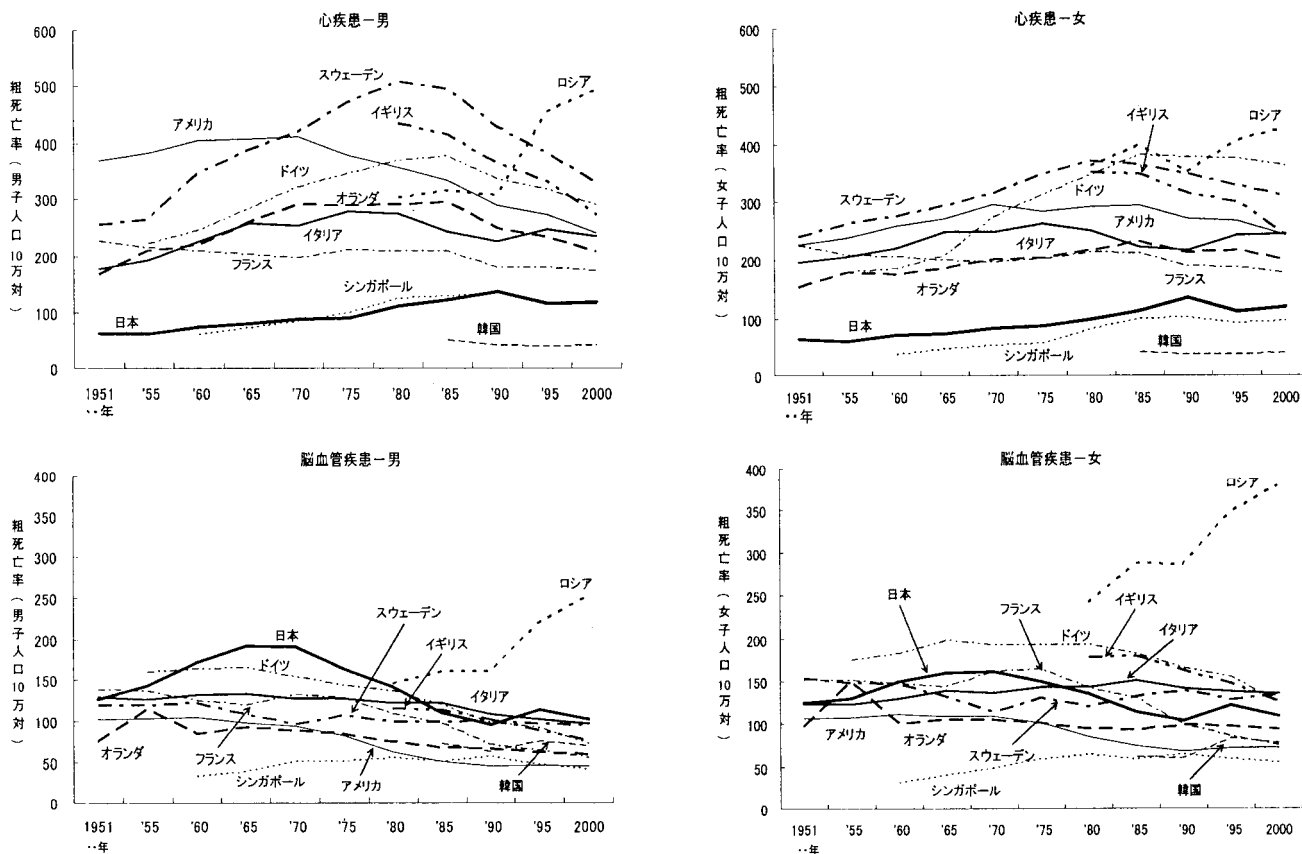 心疾患－男
粗死亡率（男子人口10万対）
600
500
400
300
200
100
0
スウェーデン
ロシア
イギリス
アメリカ
ドイツ
オランダ
イタリア
フランス
シンガポール
日本
韓国
1951 '55 '60 '65 '70 '75 '80 '85 '90 '95 2000
‥年
心疾患－女
粗死亡率（女子人口10万対）
600
500
400
300
200
100
0
イギリス
ロシア
スウェーデン
ドイツ
アメリカ
イタリア
オランダ
フランス
日本
シンガポール
韓国
1951 '55 '60 '65 '70 '75 '80 '85 '90 '95 2000
‥年
脳血管疾患－男
粗死亡率（男子人口10万対）
400
350
300
250
200
150
100
50
0
ロシア
スウェーデン
日本
イギリス
ドイツ
イタリア
オランダ
フランス
シンガポール
アメリカ
韓国
1951 '55 '60 '65 '70 '75 '80 '85 '90 '95 2000
‥年
脳血管疾患－女
粗死亡率（女子人口10万対）
400
350
300
250
200
150
100
50
0
ロシア
日本
フランス
イギリス
ドイツ
イタリア
アメリカ
オランダ
スウェーデン
シンガポール
韓国
1951 '55 '60 '65 '70 '75 '80 '85 '90 '95 2000
‥年